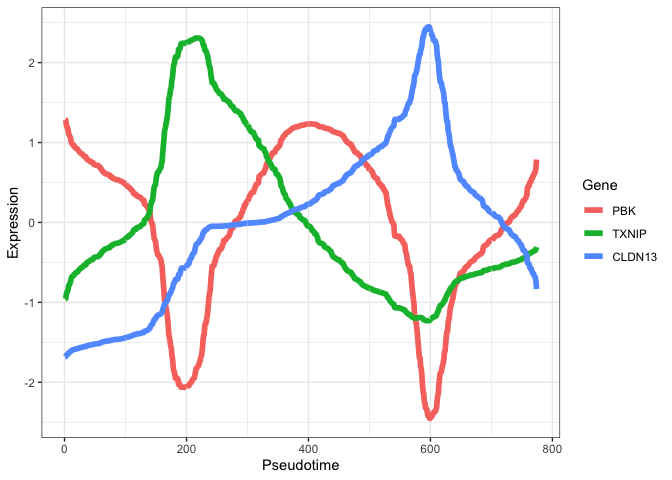 2
1
0
-1
-2
Expression
0
200
400
600
800
Pseudotime
Gene
PBK
TXNIP
CLDN13